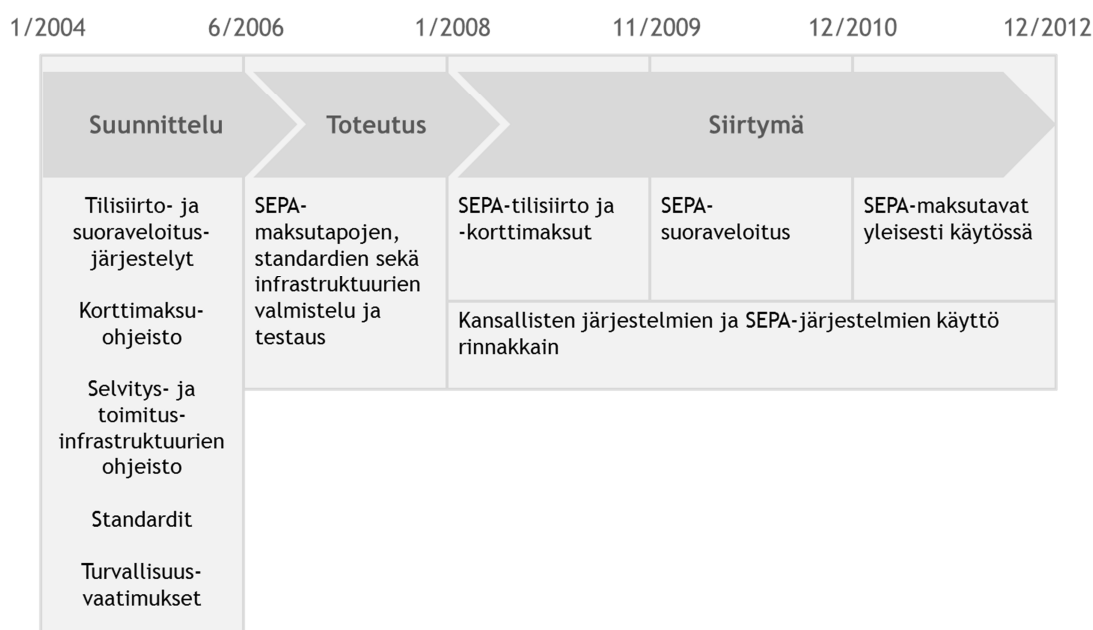 1/2004
6/2006
1/2008
11/2009
12/2010
12/2012
Suunnittelu
Toteutus
Siirtymä
Tilisiirto- ja
suoraveloitus-
järjestelyt
Korttimaksu-
ohjeisto
Selvitys- ja
toimitus-
infrastruktuurien
ohjeisto
Standardit
Turvallisuus-
vaatimukset
SEPA-
maksutapojen,
standardien sekä
infrastruktuurien
valmistelu ja
testaus
SEPA-tilisiirto ja
-korttimaksut
SEPA-
suoraveloitus
SEPA-maksutavat
yleisesti käytössä
Kansallisten järjestelmien ja SEPA-järjestelmien käyttö
rinnakkain